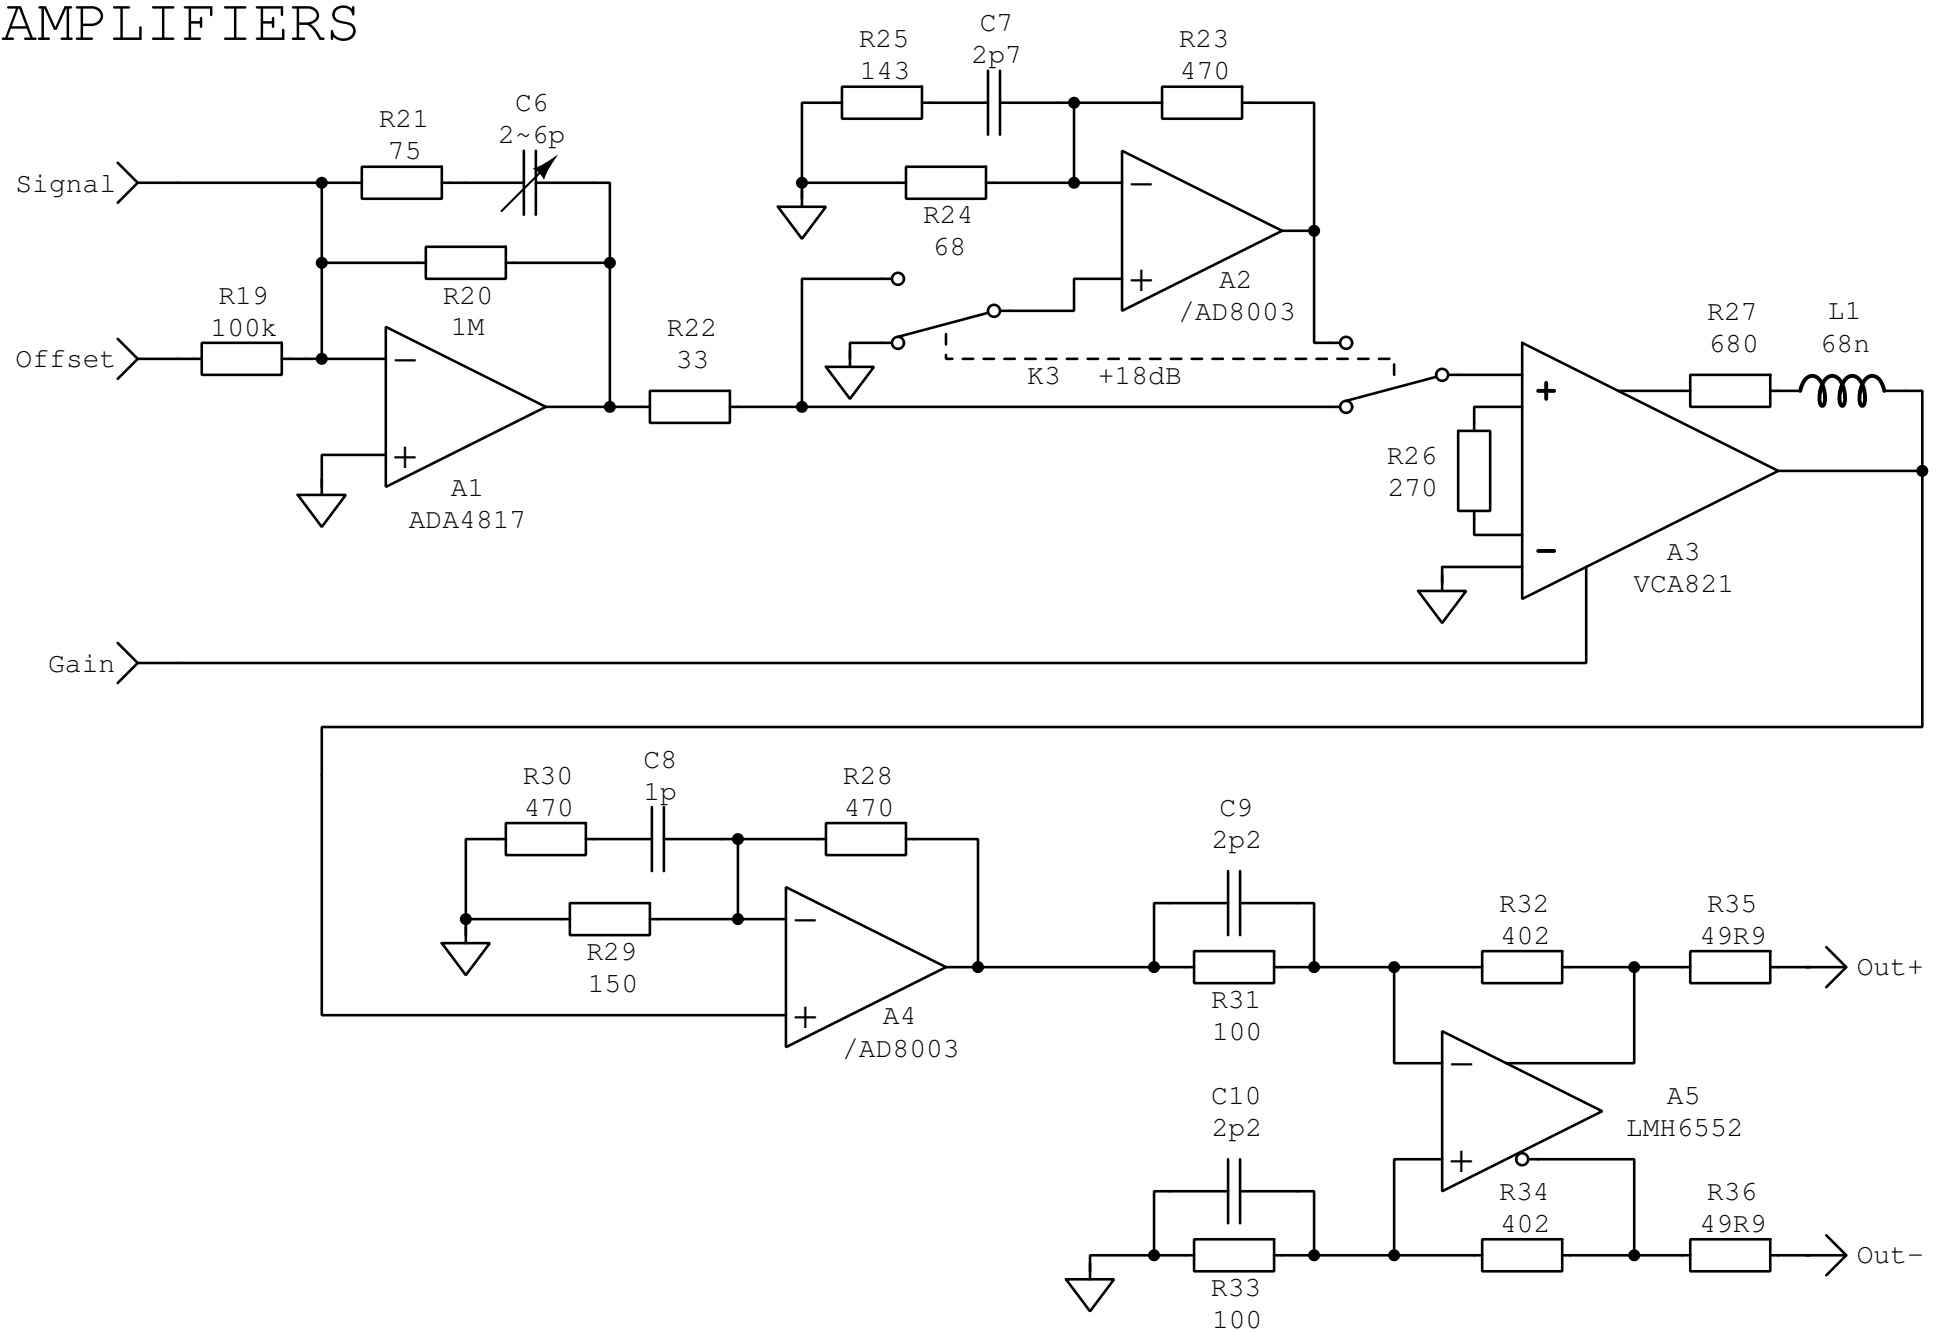 AMPLIFIERS
C7
2p7
R25
143
R23
470
C6
2~6p
R21
75
Signal
R24
68
R20
1M
R19
100k
Offset
A2
/AD8003
R22
33
K3 +18dB
R27
680
L1
68n
R26
270
A1
ADA4817
A3
VCA821
Gain
C8
1p
R30
470
R28
470
C9
2p2
R29
150
R31
100
R32
402
R35
49R9
Out+
A4
/AD8003
C10
2p2
A5
LMH6552
R34
402
R36
49R9
Out-
R33
100